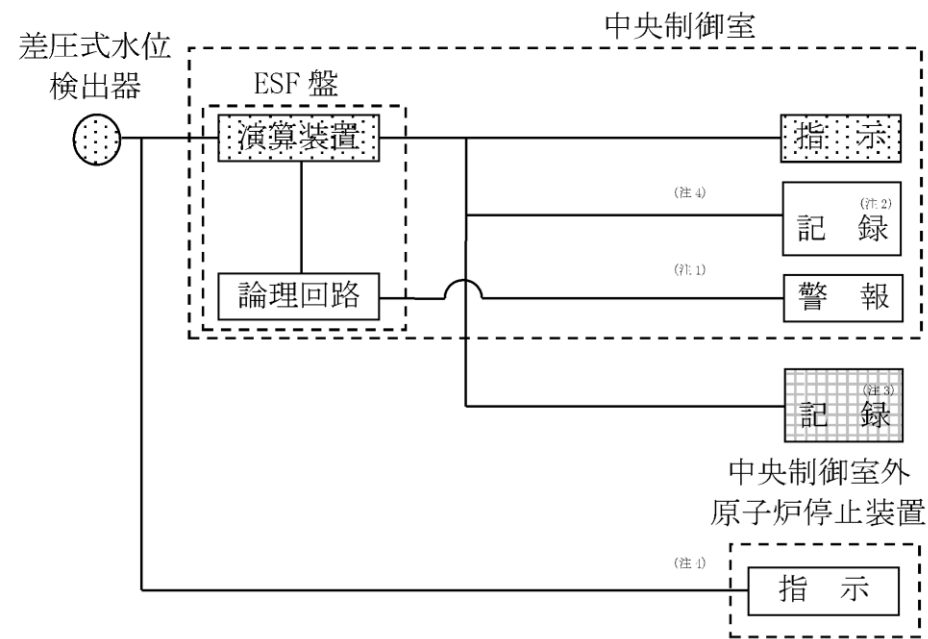 中央制御室
差圧式水位
検出器
ESF 盤
演算装置
指 示
(注 4)
(注 2)
記 録
(注 1)
論理回路
警 報
(注 3)
記 録
中央制御室外
原子炉停止装置
(注 4)
指 示